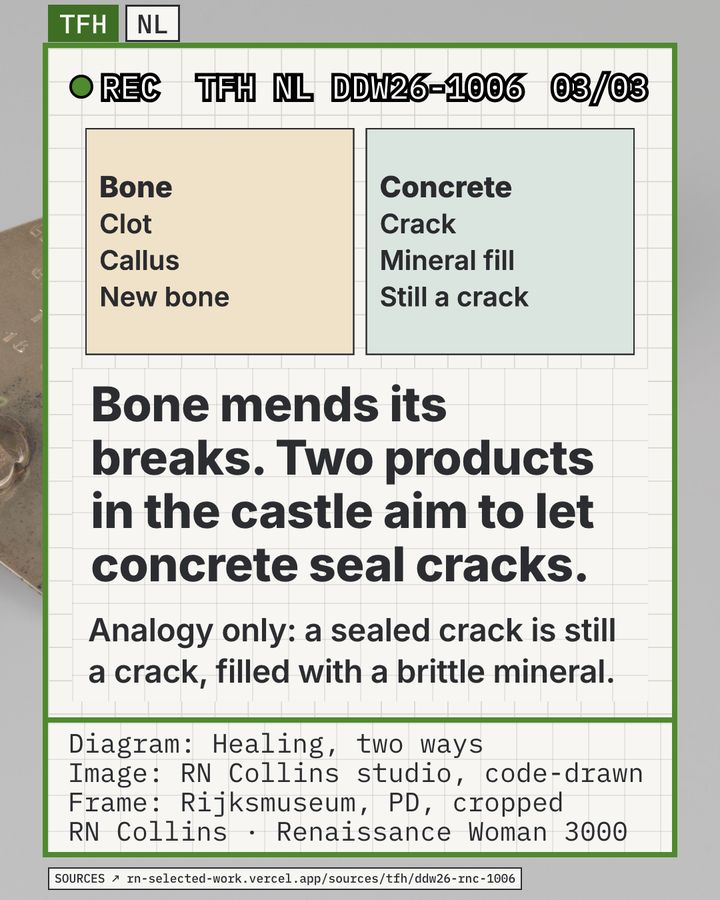 TFH NL
REC TFH NL DDW26-1006 03/03
Bone
Clot
Callus
New bone
Concrete
Crack
Mineral fill
Still a crack
Bone mends its
breaks. Two products
in the castle aim to let
concrete seal cracks.
Analogy only: a sealed crack is still
a crack, filled with a brittle mineral.
Diagram: Healing, two ways
Image: RN Collins studio, code-drawn
Frame: Rijksmuseum, PD, cropped
RN Collins · Renaissance Woman 3000
SOURCES ↗ rn-selected-work.vercel.app/sources/tfh/ddw26-rnc-1006